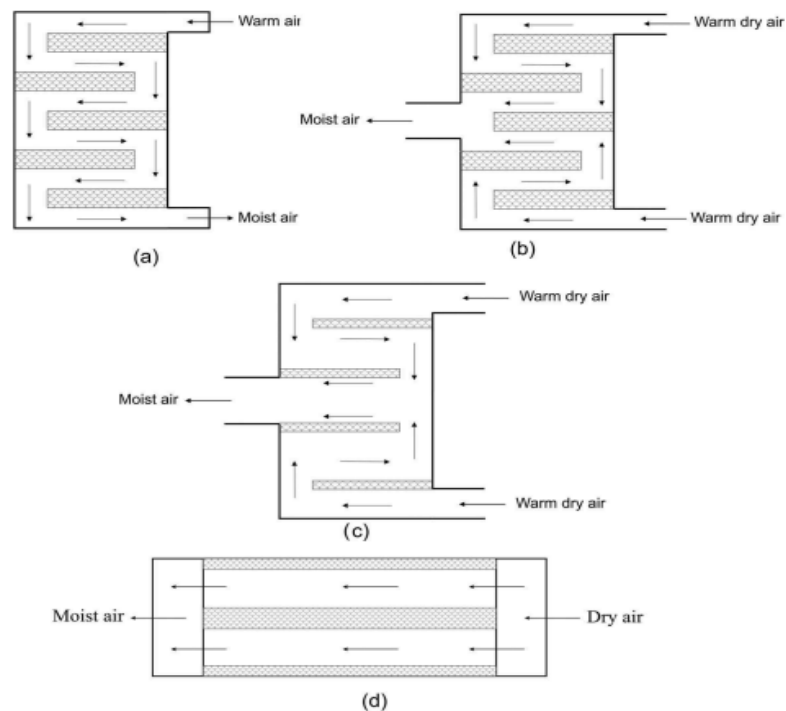 Warm air
Moist air
(a)
Warm dry air
Moist air
Warm dry air
(b)
Warm dry air
Moist air
Warm dry air
(c)
Moist air
Dry air
(d)